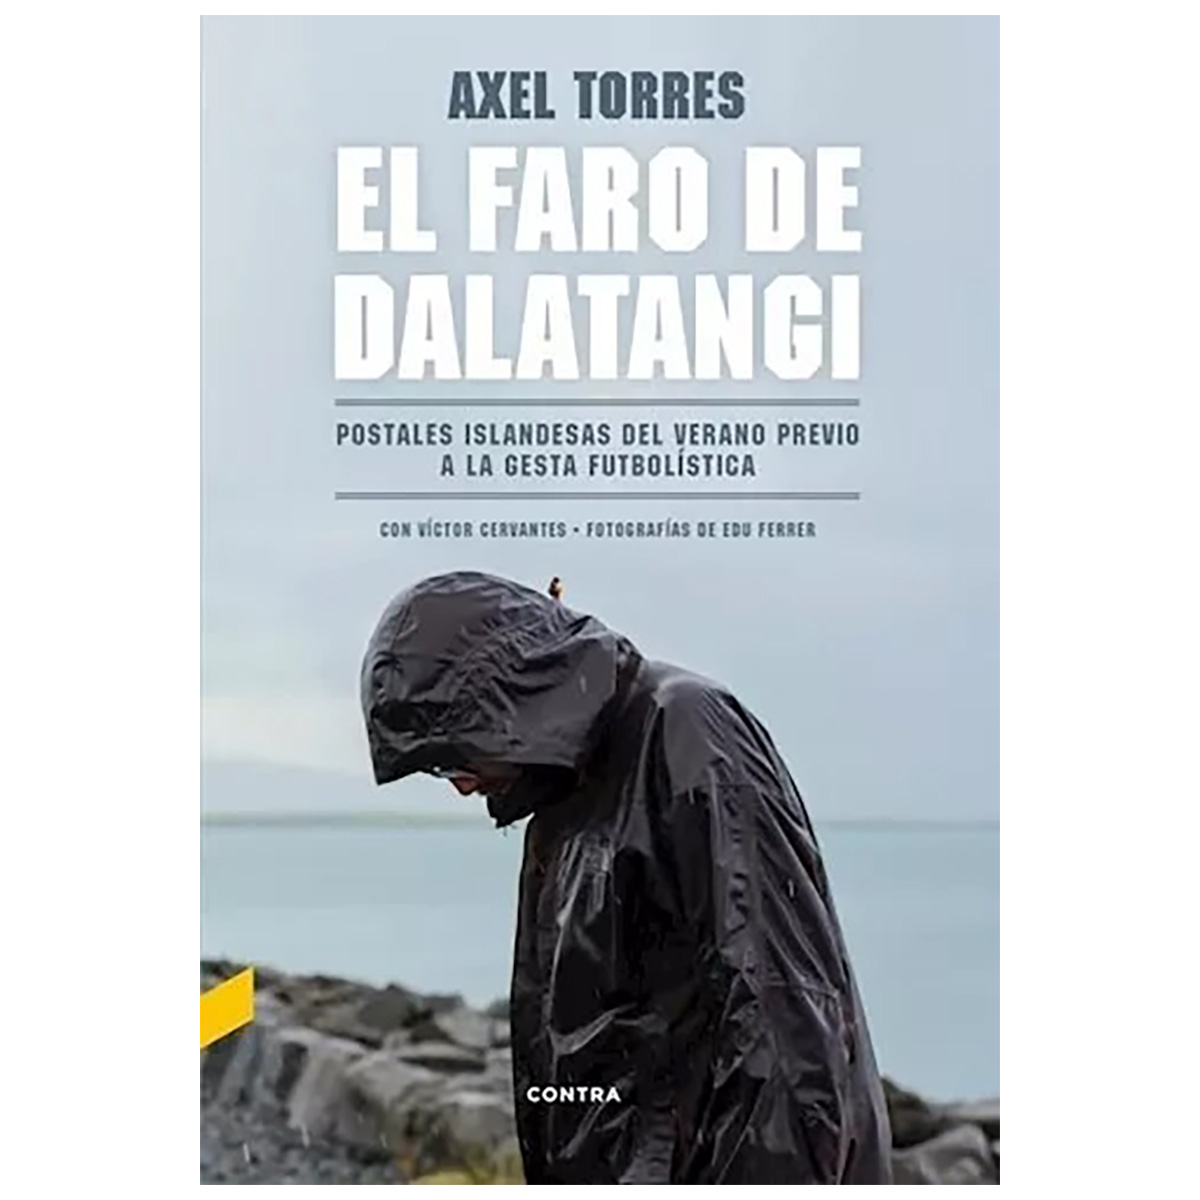 AXEL TORRES
EL FARO DE
DALATANGI
POSTALES ISLANDESAS DEL VERANO PREVIO
A LA GESTA FUTBOLÍSTICA
CON VÍCTOR CERVANTES • FOTOGRAFÍAS DE EDU FERRER
CONTRA